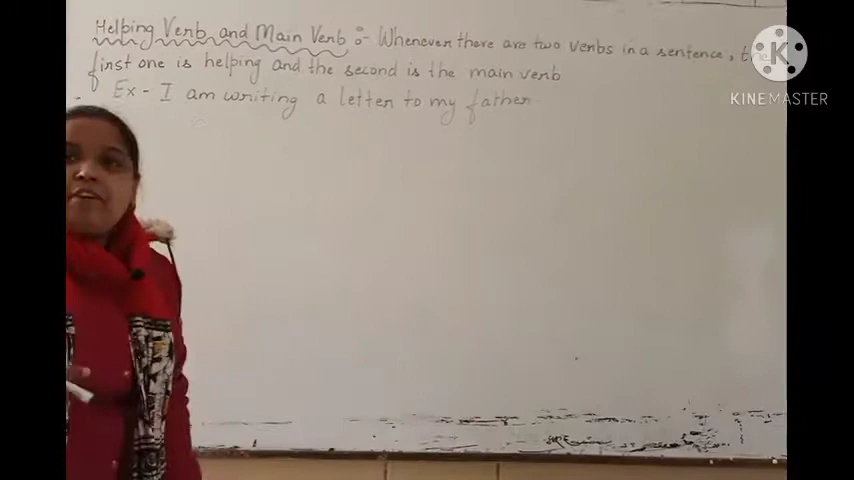 Helping Verb and Main Verb :- Whenever there are two verbs in a sentence, the
first one is helping and the second is the main verb
Ex - I am writing a letter to my father.
KINEMASTER